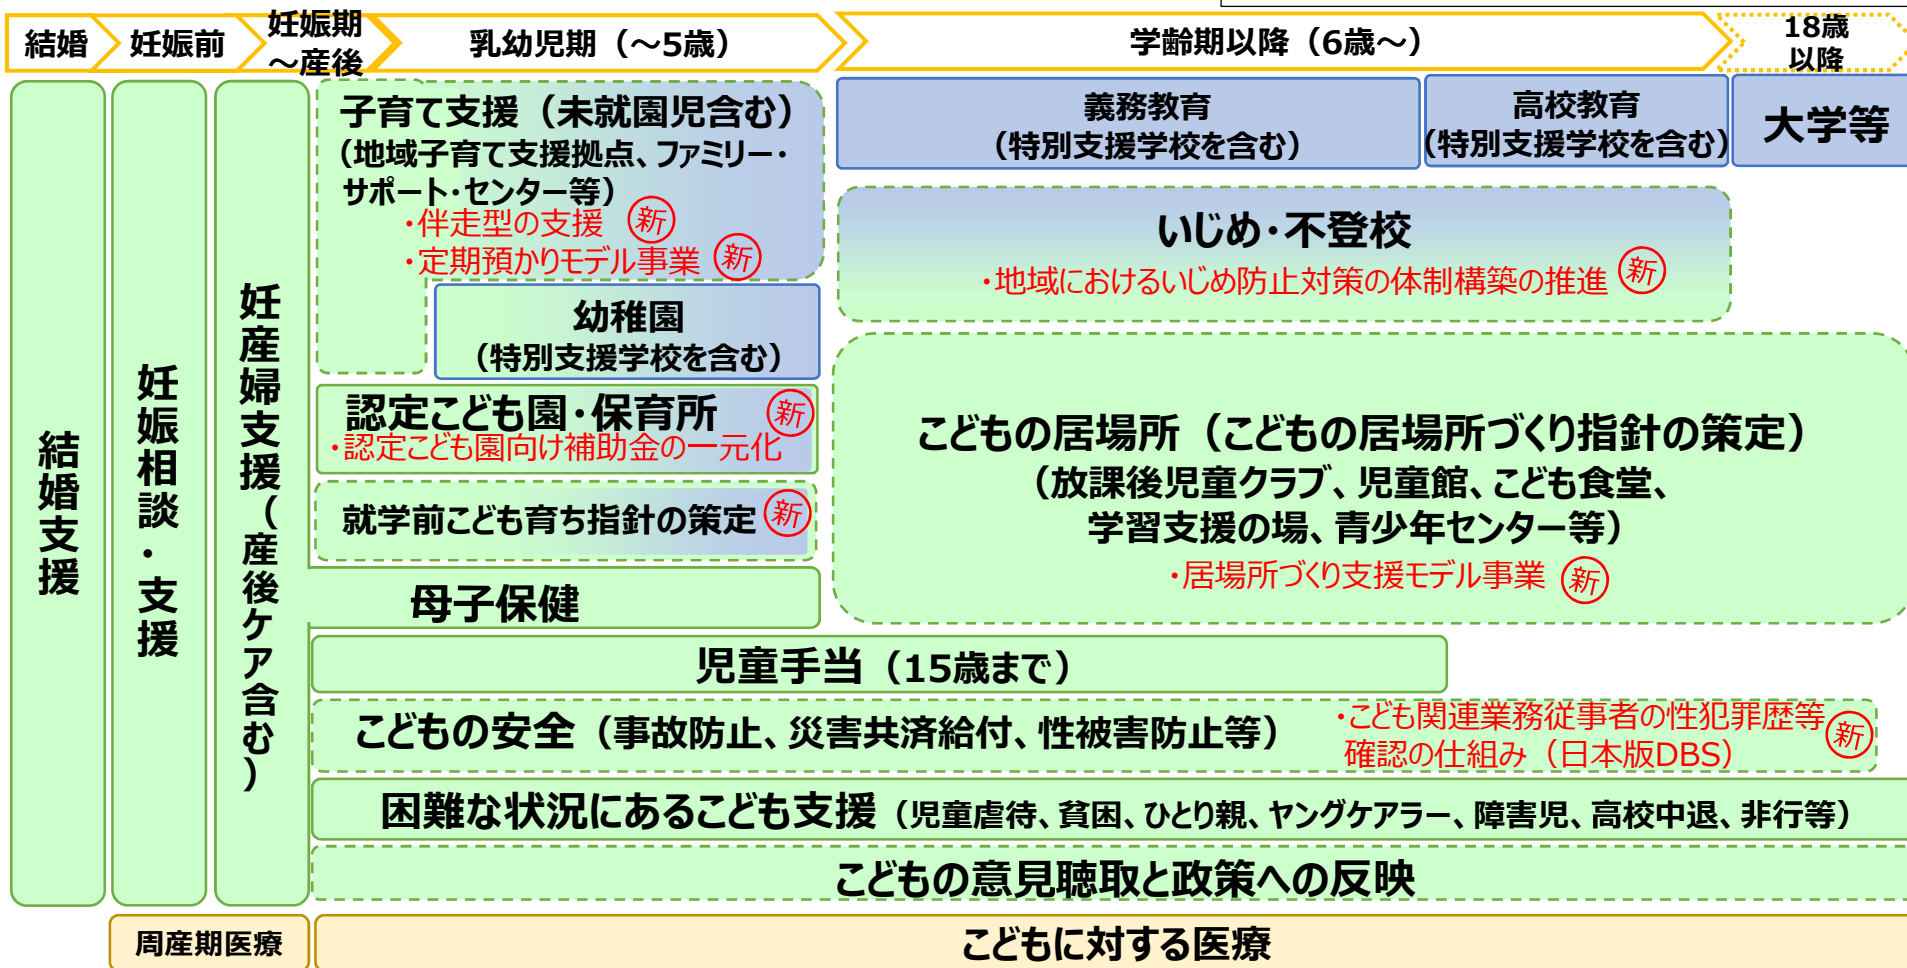 結婚
妊娠前
妊娠期
～産後
乳幼児期（～5歳）
学齢期以降（6歳～）
18歳
以降
結婚支援
妊娠相談・支援
妊産婦支援（産後ケア含む）
子育て支援（未就園児含む）
（地域子育て支援拠点、ファミリー・
サポート・センター等）
・伴走型の支援 新
・定期預かりモデル事業 新
幼稚園
（特別支援学校を含む）
認定こども園・保育所 新
・認定こども園向け補助金の一元化
就学前こども育ち指針の策定 新
母子保健
義務教育
（特別支援学校を含む）
高校教育
（特別支援学校を含む）
大学等
いじめ・不登校
・地域におけるいじめ防止対策の体制構築の推進 新
こどもの居場所（こどもの居場所づくり指針の策定）
（放課後児童クラブ、児童館、こども食堂、
学習支援の場、青少年センター等）
・居場所づくり支援モデル事業 新
児童手当（15歳まで）
こどもの安全（事故防止、災害共済給付、性被害防止等）
・こども関連業務従事者の性犯罪歴等
確認の仕組み（日本版DBS） 新
困難な状況にあるこども支援（児童虐待、貧困、ひとり親、ヤングケアラー、障害児、高校中退、非行等）
こどもの意見聴取と政策への反映
周産期医療
こどもに対する医療